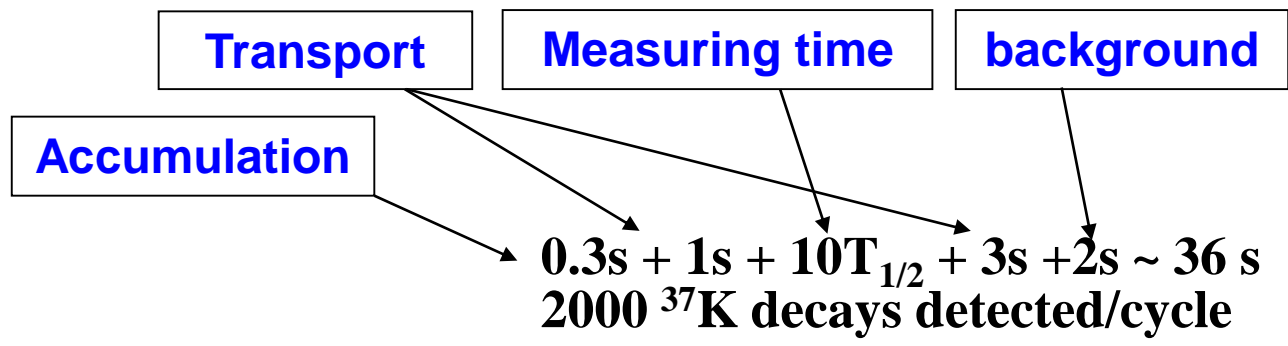 Transport
Measuring time
background
Accumulation
0.3s + 1s + 10T1/2 + 3s +2s ~ 36 s
2000 37K decays detected/cycle